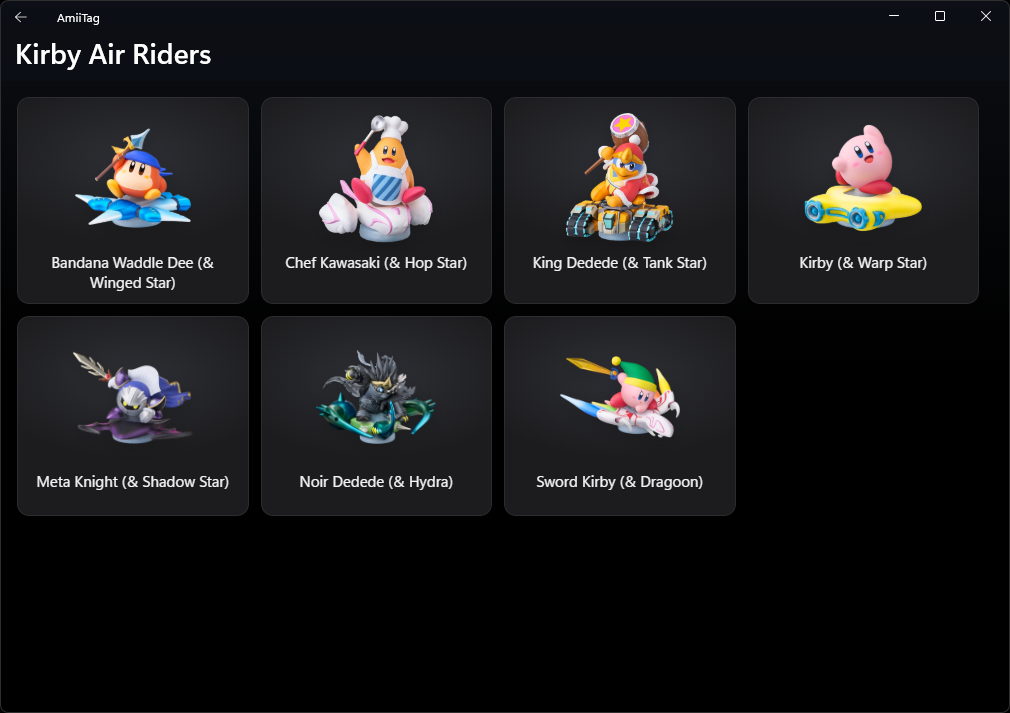 AmiiTag
Kirby Air Riders
Bandana Waddle Dee (&
Winged Star)
Chef Kawasaki (& Hop Star)
King Dedede (& Tank Star)
Kirby (& Warp Star)
Meta Knight (& Shadow Star)
Noir Dedede (& Hydra)
Sword Kirby (& Dragoon)